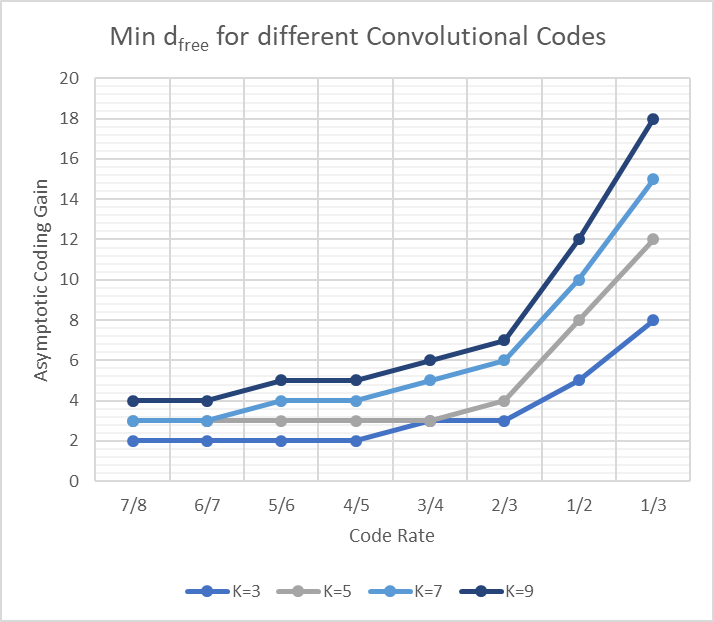 Min dfree for different Convolutional Codes
20
18
16
14
12
10
8
6
4
2
0
Asymptotic Coding Gain
7/8 6/7 5/6 4/5 3/4 2/3 1/2 1/3
Code Rate
K=3 K=5 K=7 K=9